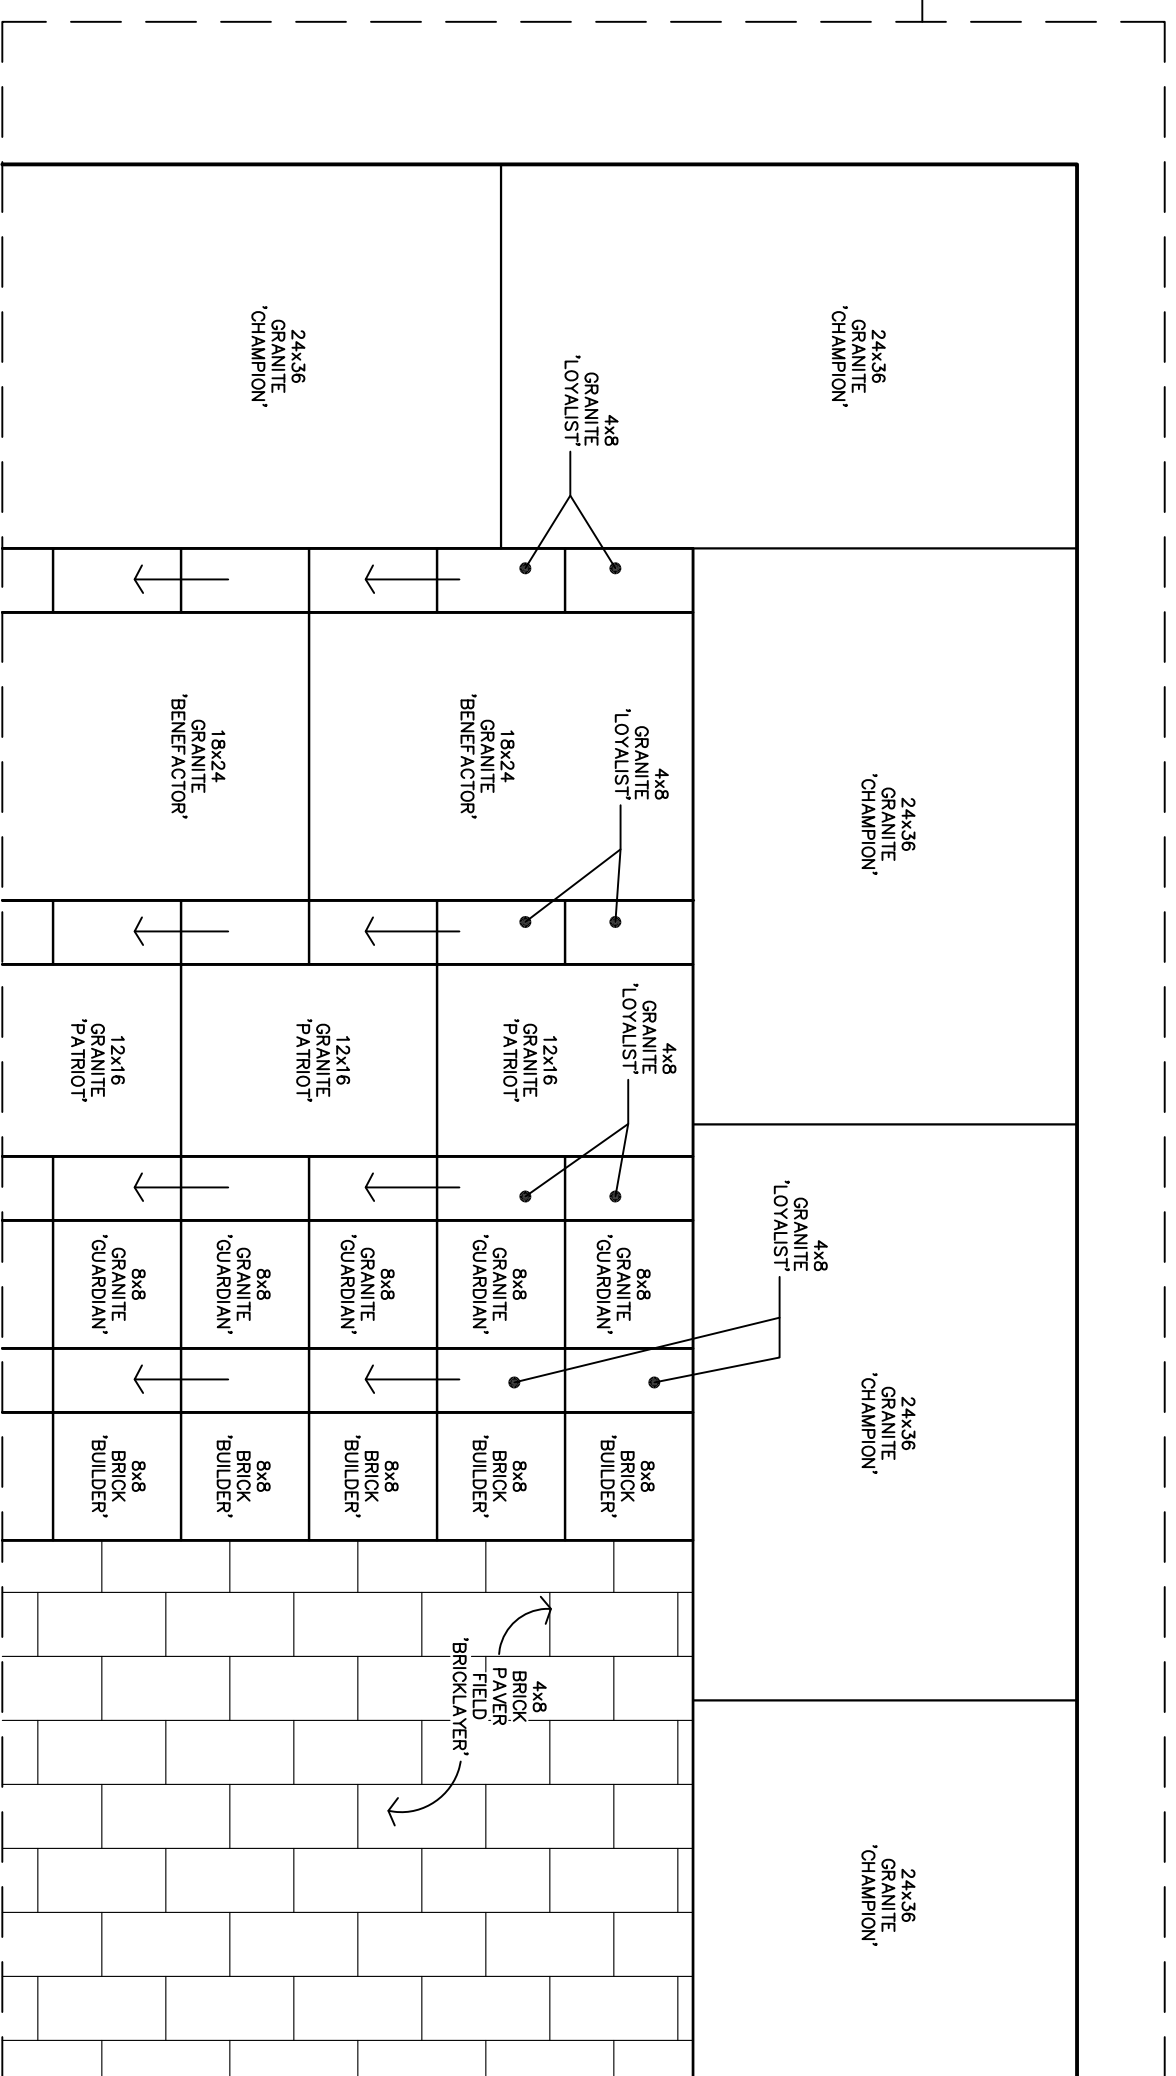 24x36
GRANITE
'CHAMPION'
24x36
GRANITE
'CHAMPION'
24x36
GRANITE
'CHAMPION'
24x36
GRANITE
'CHAMPION'
24x36
GRANITE
'CHAMPION'
4x8
GRANITE
'LOYALIST'
18x24
GRANITE
'BENEFACTOR'
18x24
GRANITE
'BENEFACTOR'
4x8
GRANITE
'LOYALIST'
12x16
GRANITE
'PATRIOT'
12x16
GRANITE
'PATRIOT'
12x16
GRANITE
'PATRIOT'
4x8
GRANITE
'LOYALIST'
4x8
GRANITE
'LOYALIST'
8x8
GRANITE
'GUARDIAN'
8x8
GRANITE
'GUARDIAN'
8x8
GRANITE
'GUARDIAN'
8x8
GRANITE
'GUARDIAN'
8x8
GRANITE
'GUARDIAN'
8x8
BRICK
'BUILDER'
8x8
BRICK
'BUILDER'
8x8
BRICK
'BUILDER'
8x8
BRICK
'BUILDER'
8x8
BRICK
'BUILDER'
4x8
BRICK
PAVER
FIELD
'BRICKLAYER'